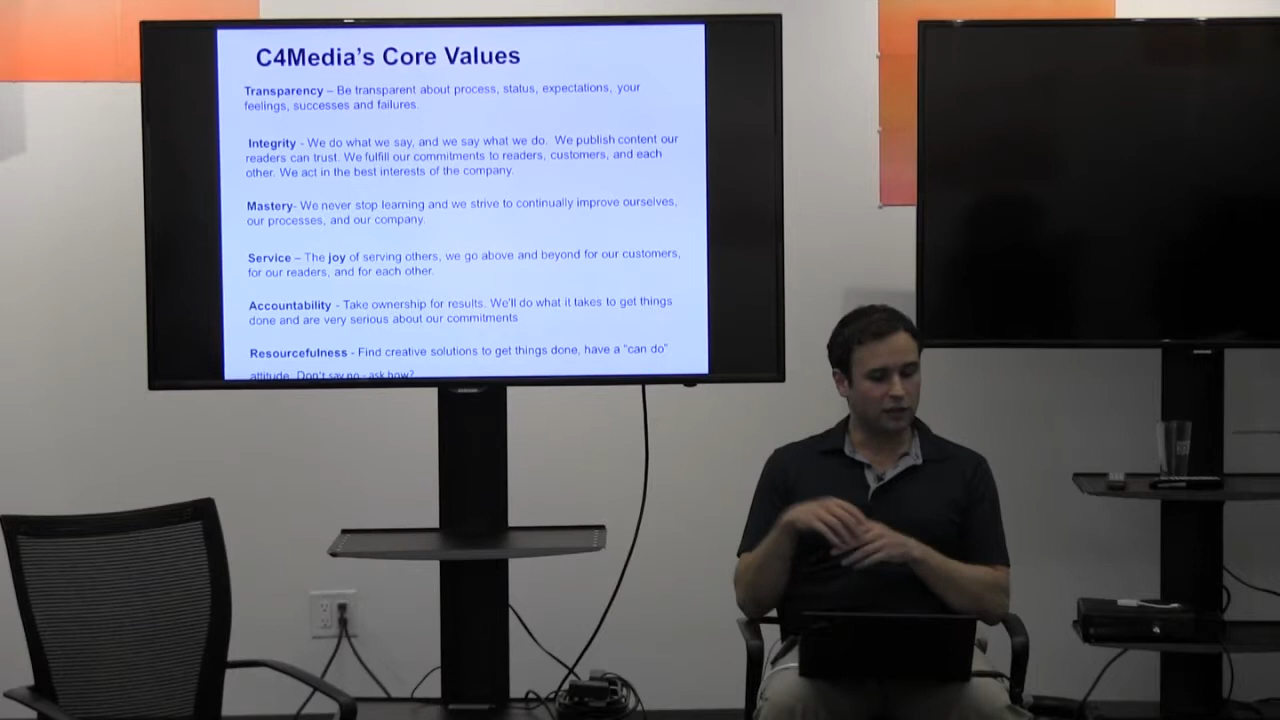 C4Media's Core Values
Transparency – Be transparent about process, status, expectations, your
feelings, successes and failures.
Integrity - We do what we say, and we say what we do. We publish content our
readers can trust. We fulfill our commitments to readers, customers, and each
other. We act in the best interests of the company.
Mastery- We never stop learning and we strive to continually improve ourselves,
our processes, and our company.
Service – The joy of serving others, we go above and beyond for our customers,
for our readers, and for each other.
Accountability - Take ownership for results. We'll do what it takes to get things
done and are very serious about our commitments
Resourcefulness - Find creative solutions to get things done, have a "can do"
attitude. Don't say no - ask how?